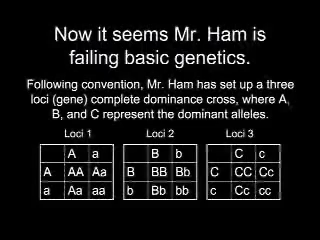 Now it seems Mr. Ham is
failing basic genetics.
Following convention, Mr. Ham has set up a three
loci (gene) complete dominance cross, where A,
B, and C represent the dominant alleles.
Loci 1 Loci 2 Loci 3
A a B b C c
A AA Aa B BB Bb C CC Cc
a Aa aa b Bb bb c Cc cc